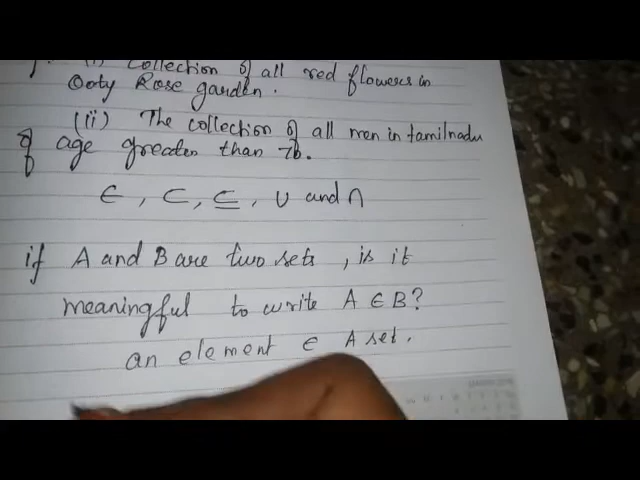 (i) Collection of all red flowers in
Ooty Rose garden.
(ii) The collection of all men in tamilnadu
of age greater than 76.
∈, ⊂, ⊆, ∪ and ∩
if A and B are two sets, is it
meaningful to write A ∈ B?
an element ∈ A set.